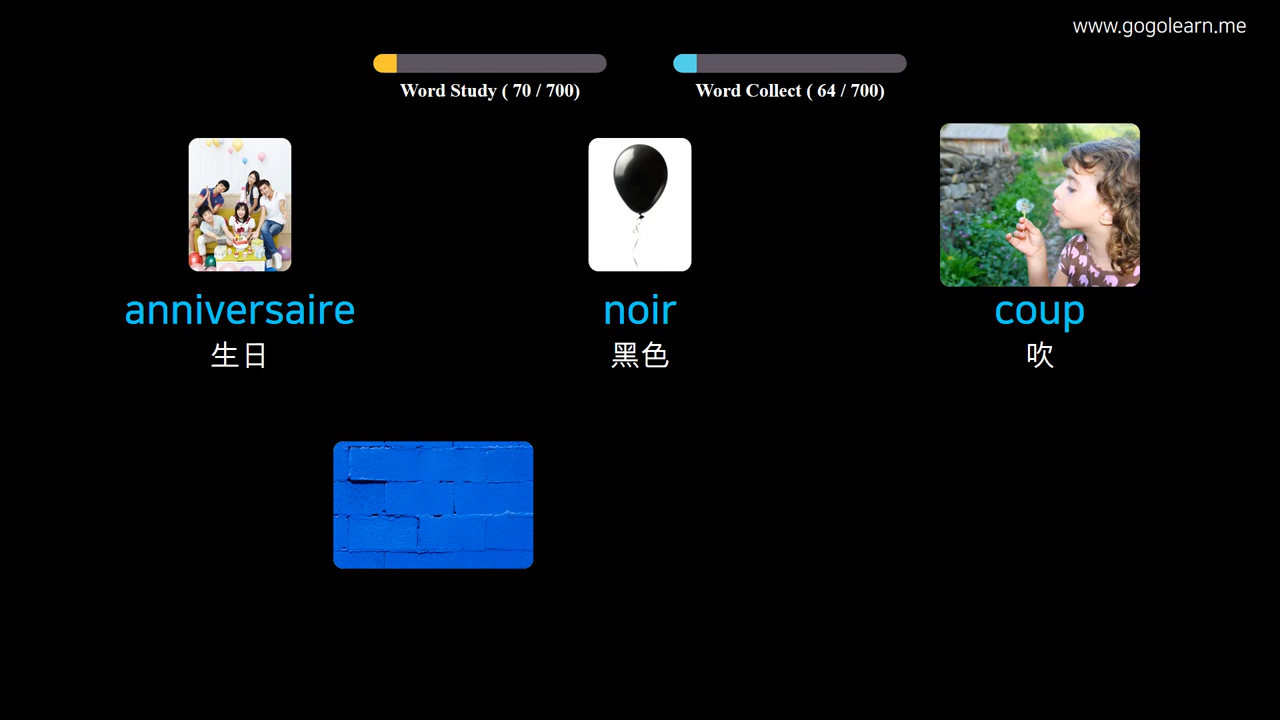 www.gogolearn.me
Word Study ( 70 / 700)
Word Collect ( 64 / 700)
anniversaire
noir
coup
生日
黑色
吹